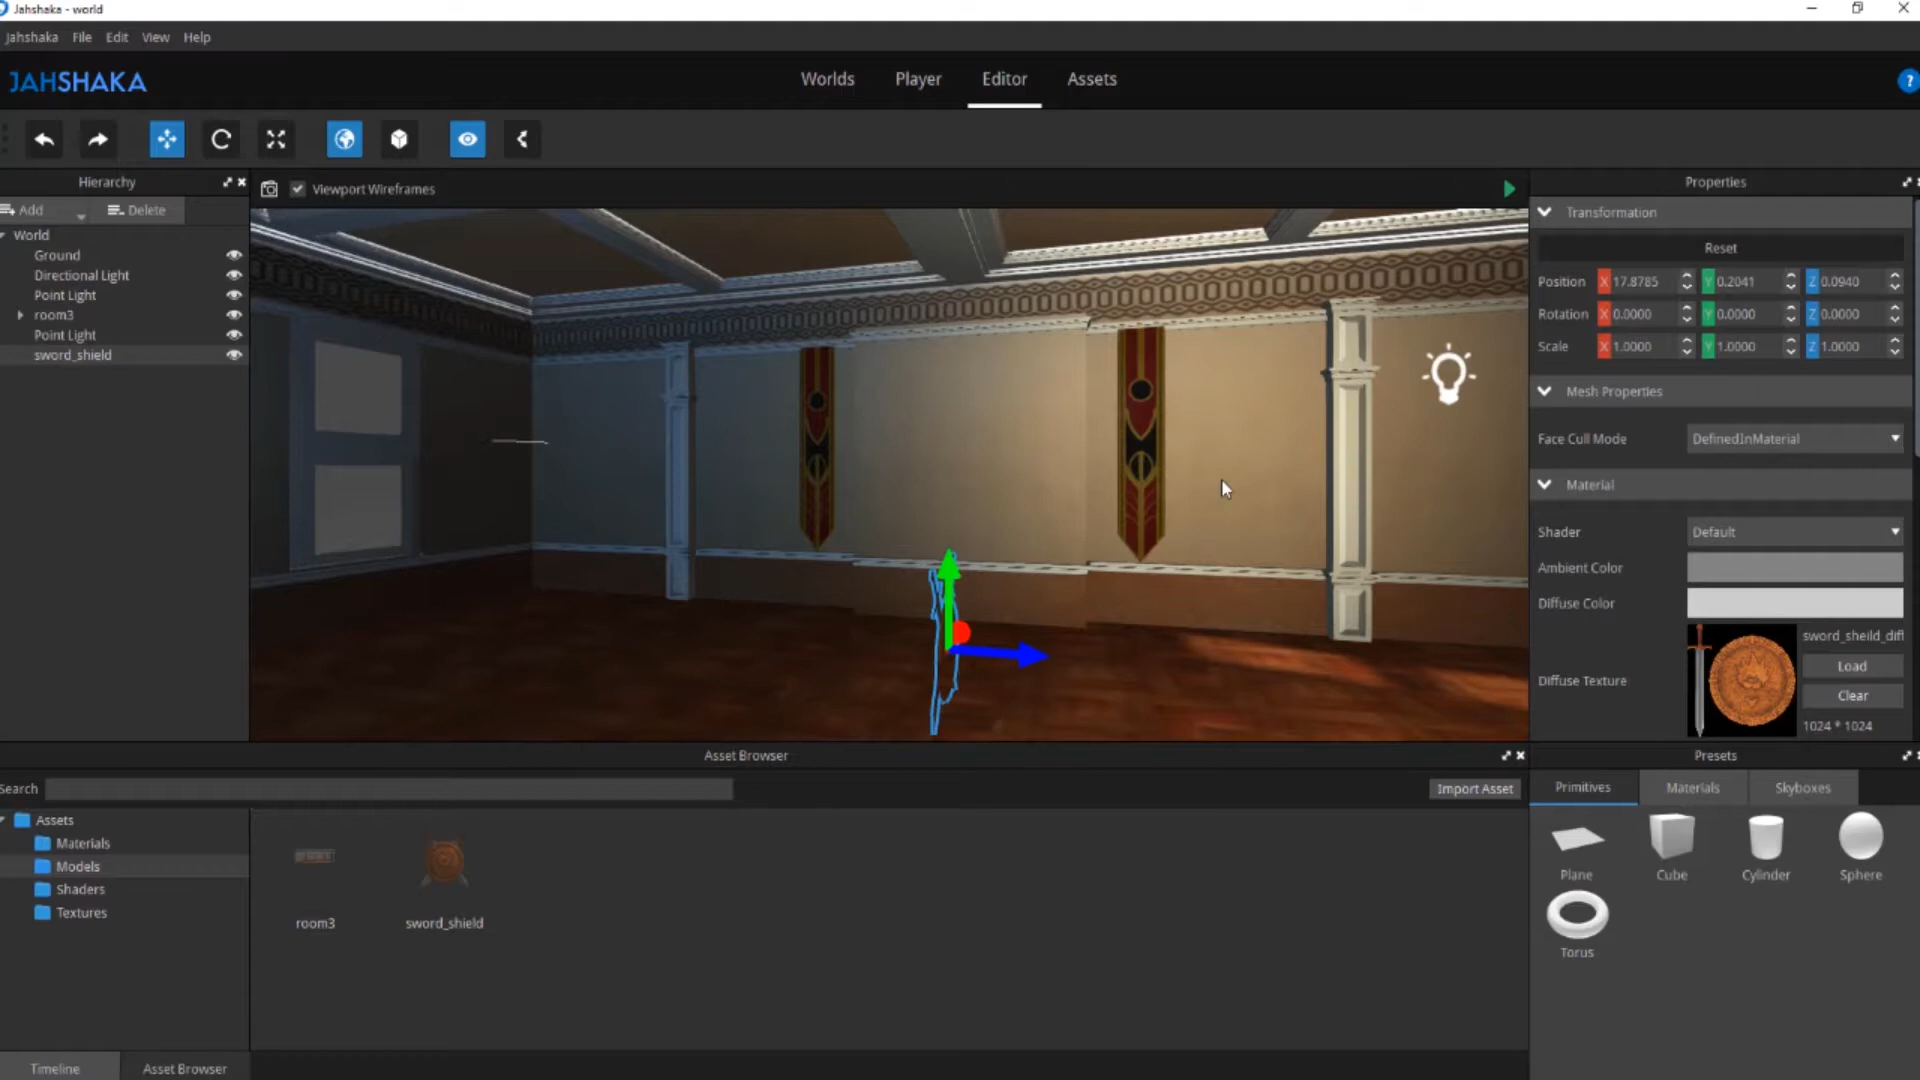 Jahshaka - world
Jahshaka File Edit View Help
JAHSHAKA
Worlds Player Editor Assets
?
Hierarchy
Viewport Wireframes
Properties
Add Delete
Transformation
World
Reset
Ground
Directional Light
Position X 17.8785 Y 0.2041 Z 0.0940
Point Light
room3
Rotation X 0.0000 Y 0.0000 Z 0.0000
Point Light
Scale X 1.0000 Y 1.0000 Z 1.0000
sword_shield
Mesh Properties
Face Cull Mode DefinedInMaterial
Material
Shader Default
Ambient Color
Diffuse Color
sword_sheild_diff
Load
Diffuse Texture
Clear
1024 * 1024
Asset Browser
Presets
Search
Import Asset
Primitives Materials Skyboxes
Assets
Materials
Models
Shaders
Textures
room3 sword_shield
Plane Cube Cylinder Sphere
Torus
Timeline Asset Browser